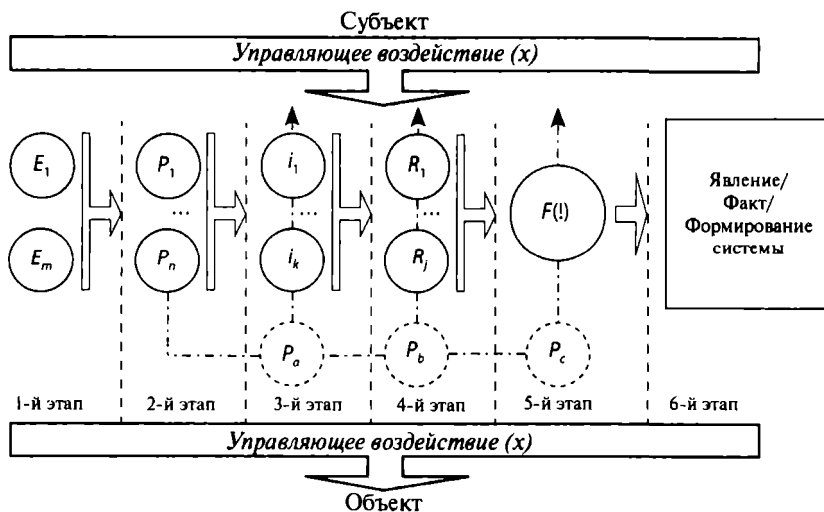 Субъект
Управляющее воздействие (x)
E1 P1 i1 R1
... ... ... F(!)
Em Pn ik Rj
Явление/
Факт/
Формирование
системы
Pa Pb Pc
1-й этап 2-й этап 3-й этап 4-й этап 5-й этап 6-й этап
Управляющее воздействие (x)
Объект